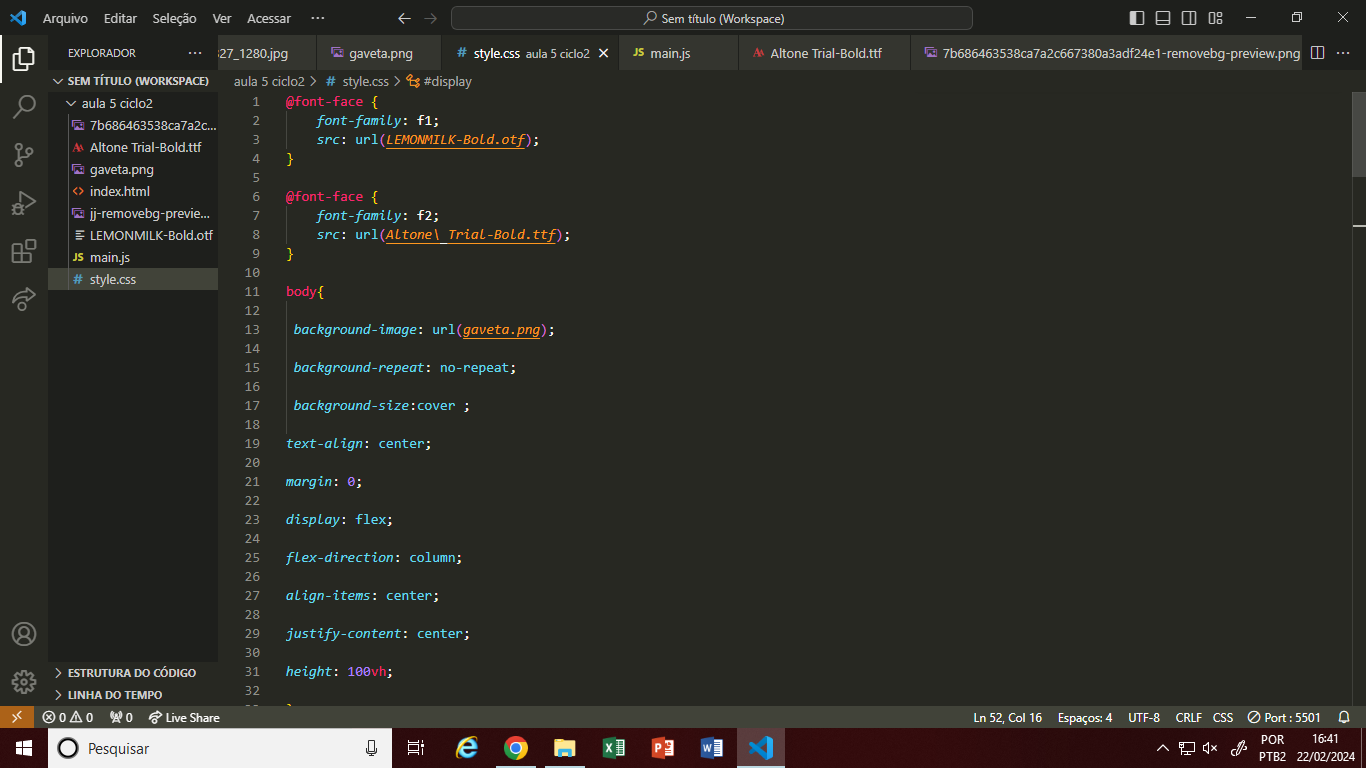 Arquivo Editar Seleção Ver Acessar ···
Sem título (Workspace)
EXPLORADOR ···
327_1280.jpg
gaveta.png
style.css aula 5 ciclo2
JS main.js
Altone Trial-Bold.ttf
7b686463538ca7a2c667380a3adf24e1-removebg-preview.png
SEM TÍTULO (WORKSPACE)
aula 5 ciclo2
7b686463538ca7a2c...
Altone Trial-Bold.ttf
gaveta.png
index.html
jj-removebg-previe...
LEMONMILK-Bold.otf
JS main.js
# style.css
ESTRUTURA DO CÓDIGO
LINHA DO TEMPO
aula 5 ciclo2 > # style.css > #display
1 @font-face {
2 font-family: f1;
3 src: url(LEMONMILK-Bold.otf);
4 }
5
6 @font-face {
7 font-family: f2;
8 src: url(Altone\ Trial-Bold.ttf);
9 }
10
11 body{
12
13 background-image: url(gaveta.png);
14
15 background-repeat: no-repeat;
16
17 background-size:cover ;
18
19 text-align: center;
20
21 margin: 0;
22
23 display: flex;
24
25 flex-direction: column;
26
27 align-items: center;
28
29 justify-content: center;
30
31 height: 100vh;
32
0 0 0 Live Share
Ln 52, Col 16 Espaços: 4 UTF-8 CRLF CSS Port : 5501
Pesquisar
POR
PTB2
16:41
22/02/2024